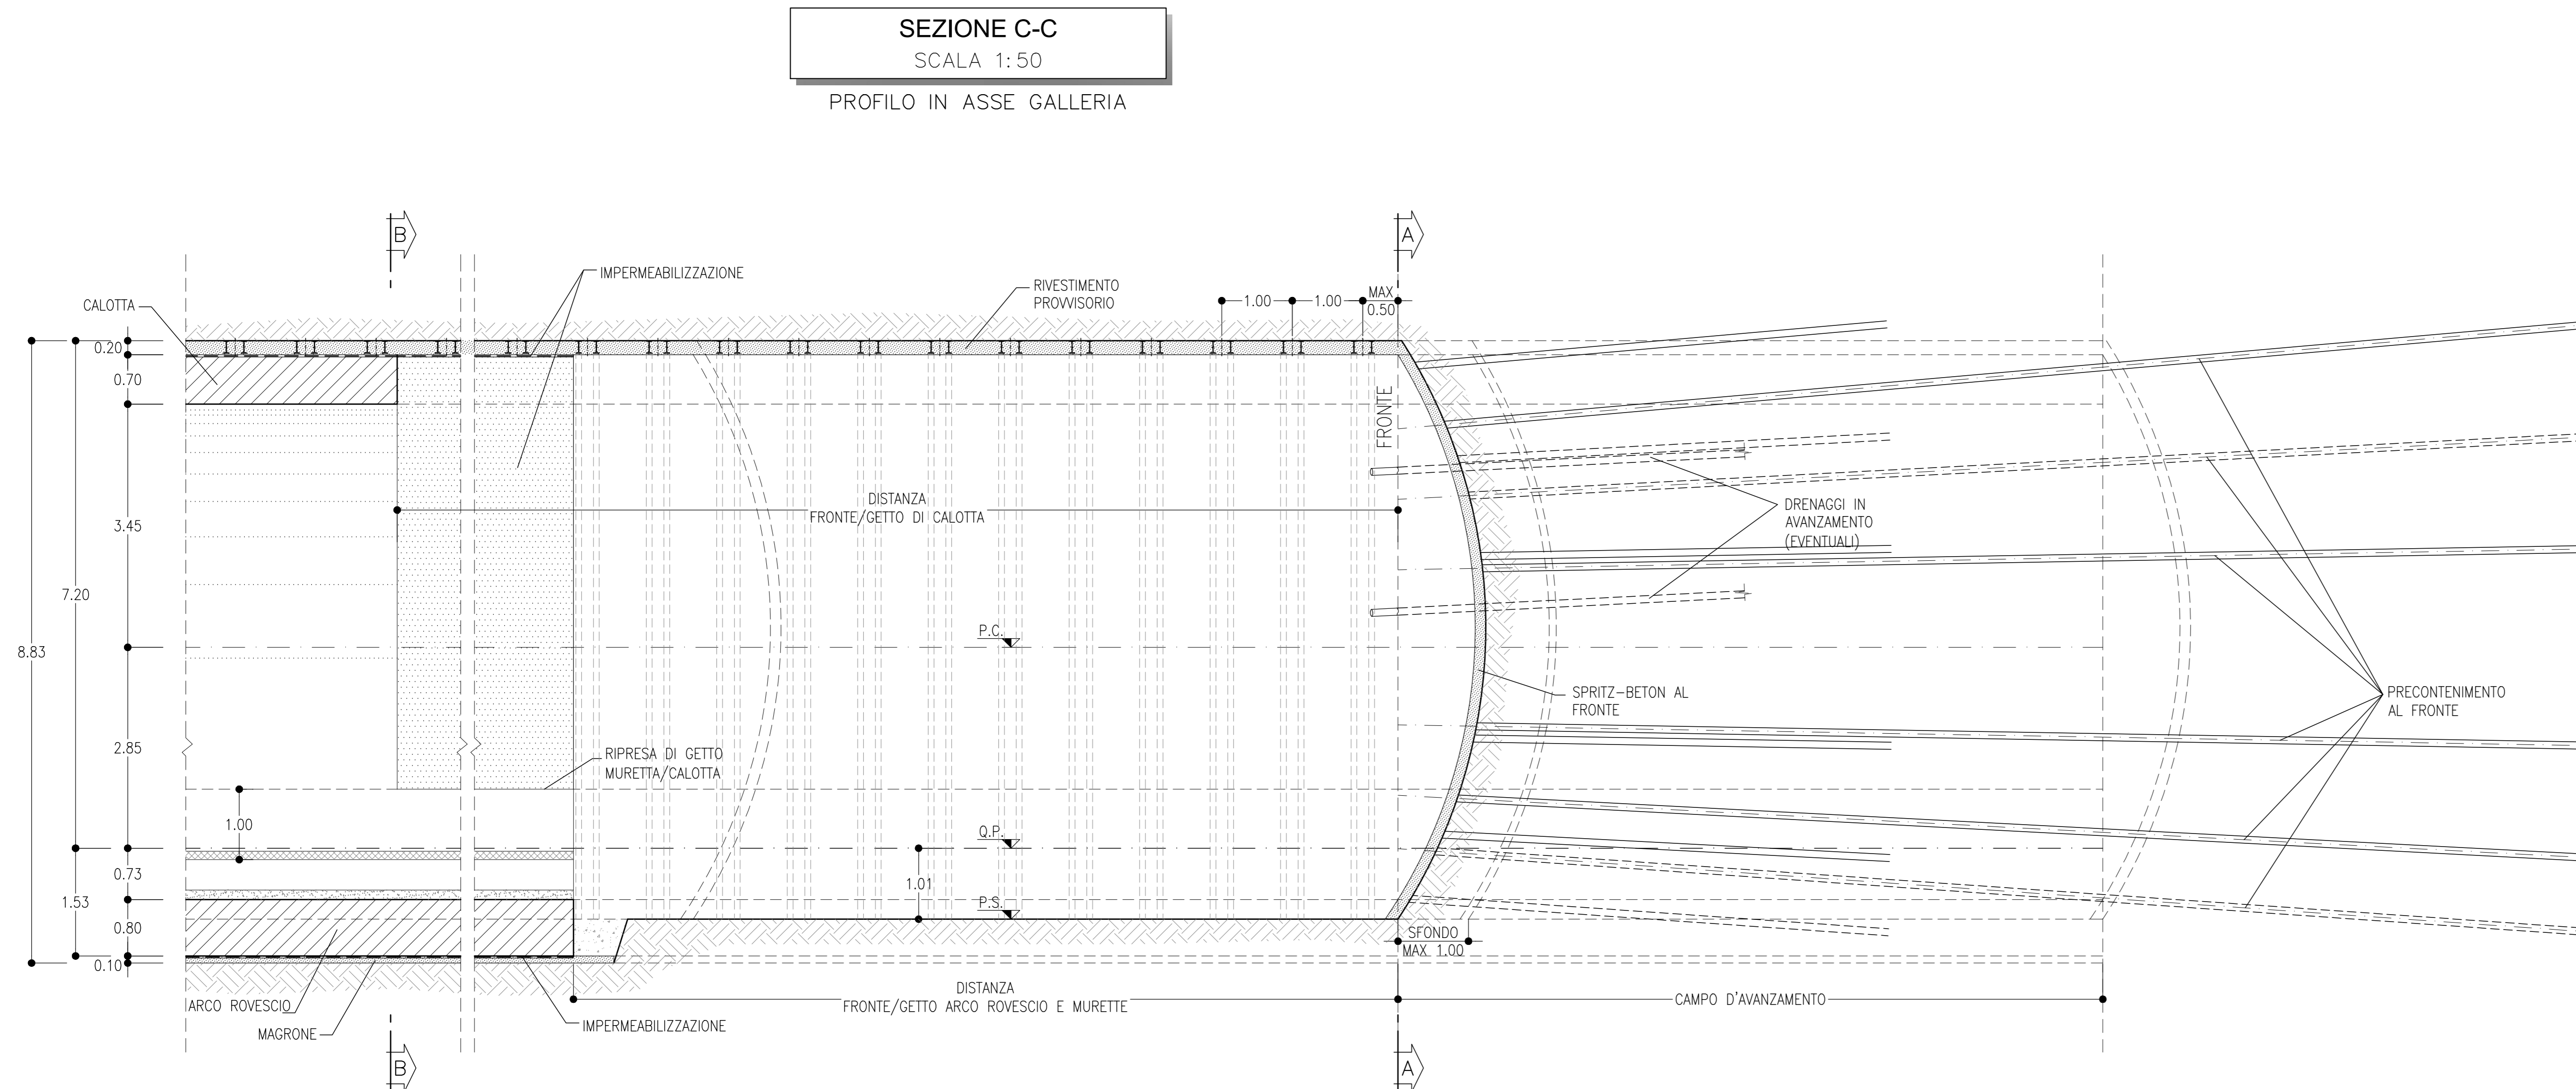 SEZIONE C-C
SCALA 1:50
PROFILO IN ASSE GALLERIA
B
A
IMPERMEABILIZZAZIONE
CALOTTA
RIVESTIMENTO
PROVVISORIO
1.00
1.00
MAX
0.50
0.20
0.70
FRONTE
DISTANZA
FRONTE/GETTO DI CALOTTA
3.45
DRENAGGI IN
AVANZAMENTO
(EVENTUALI)
7.20
8.83
P.C.
SPRITZ-BETON AL
FRONTE
PRECONTENIMENTO
AL FRONTE
2.85
RIPRESA DI GETTO
MURETTA/CALOTTA
1.00
Q.P.
0.73
1.01
1.53
P.S.
0.80
SFONDO
MAX 1.00
0.10
DISTANZA
FRONTE/GETTO ARCO ROVESCIO E MURETTE
CAMPO D'AVANZAMENTO
ARCO ROVESCIO
MAGRONE
IMPERMEABILIZZAZIONE
B
A